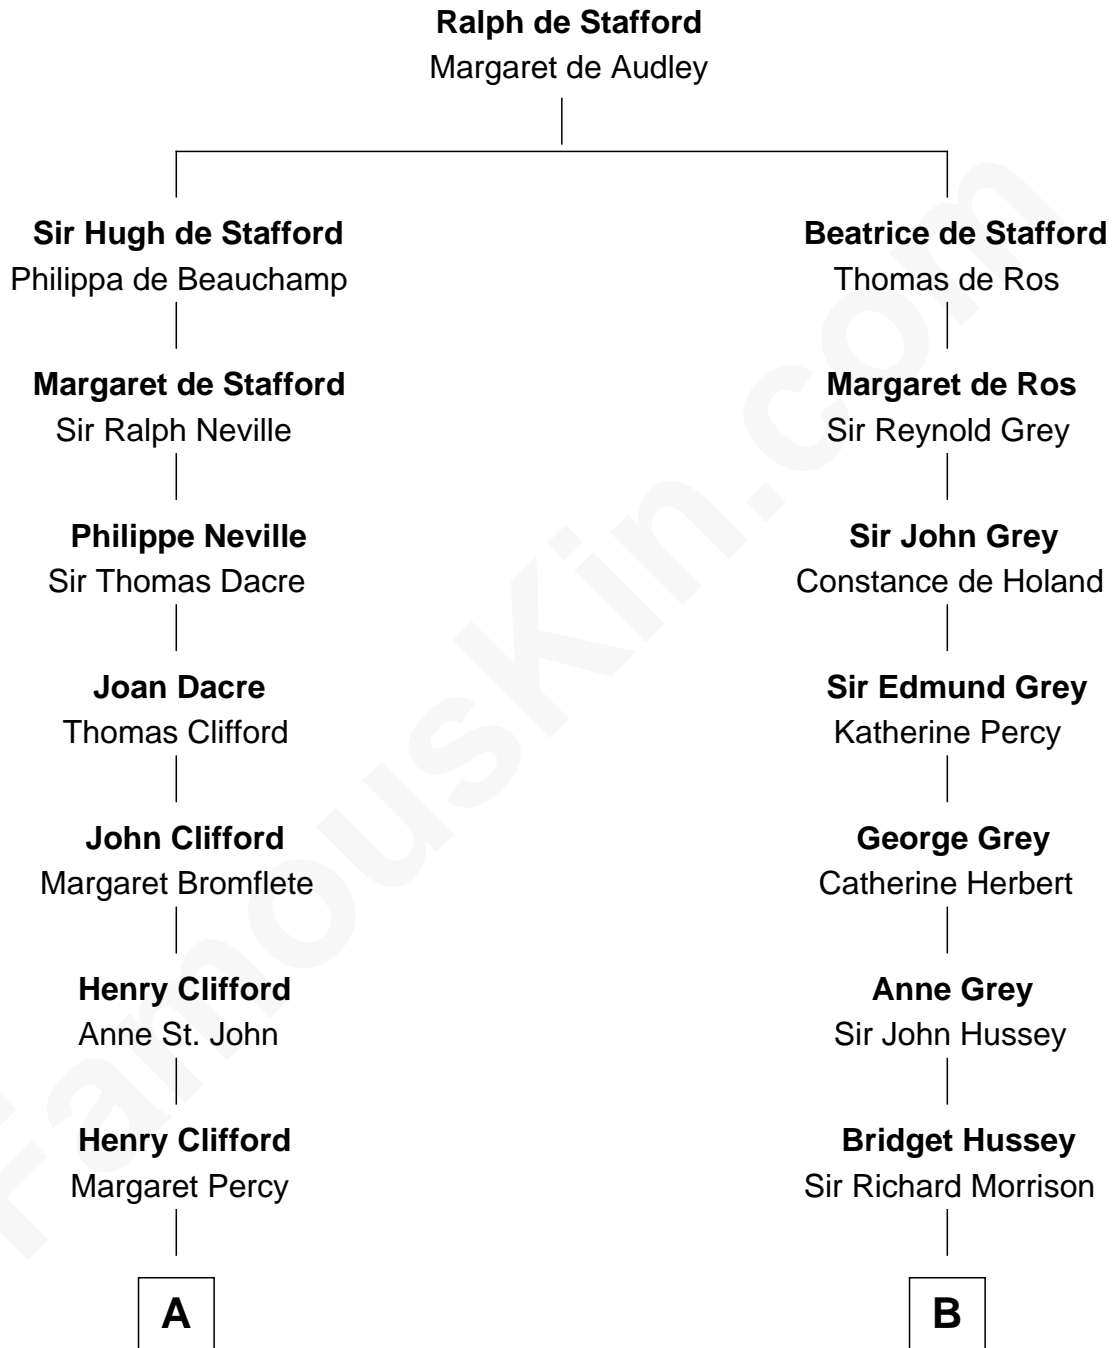 Ralph de Stafford
Margaret de Audley
Sir Hugh de Stafford
Philippa de Beauchamp
Beatrice de Stafford
Thomas de Ros
Margaret de Stafford
Sir Ralph Neville
Margaret de Ros
Sir Reynold Grey
Philippe Neville
Sir Thomas Dacre
Sir John Grey
Constance de Holand
Joan Dacre
Thomas Clifford
Sir Edmund Grey
Katherine Percy
John Clifford
Margaret Bromflete
George Grey
Catherine Herbert
Henry Clifford
Anne St. John
Anne Grey
Sir John Hussey
Henry Clifford
Margaret Percy
Bridget Hussey
Sir Richard Morrison
A
B
FamousKin.com